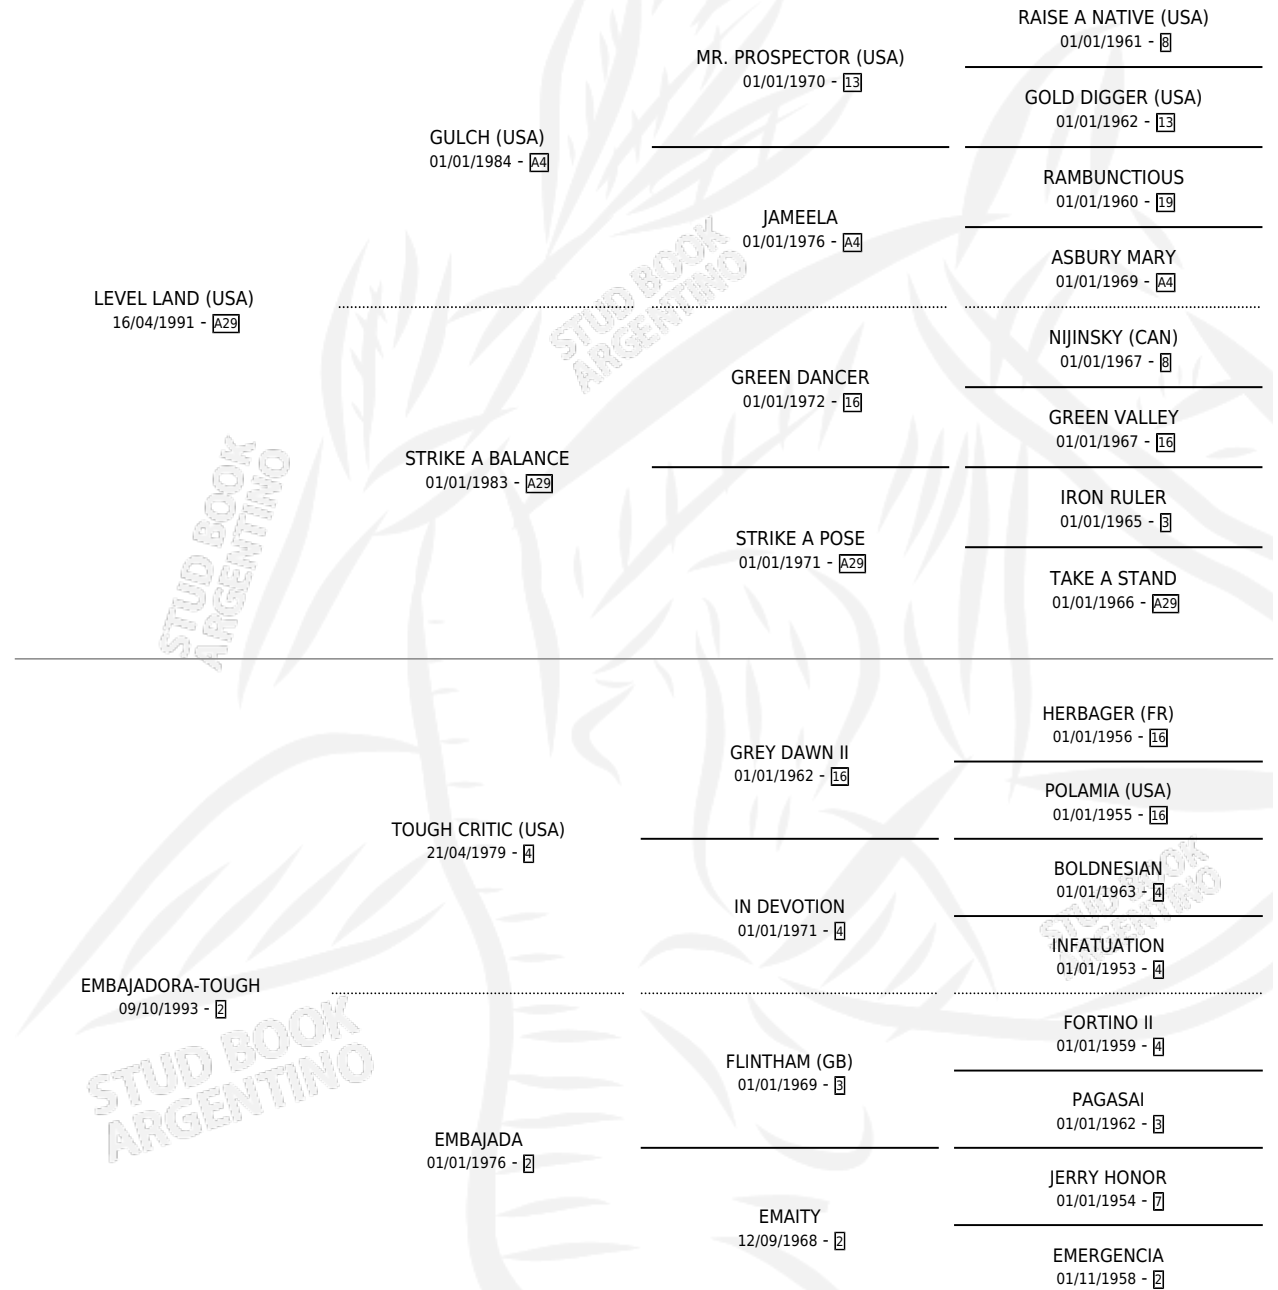 RAISE A NATIVE (USA)
01/01/1961 - 8
MR. PROSPECTOR (USA)
01/01/1970 - 13
GOLD DIGGER (USA)
01/01/1962 - 13
GULCH (USA)
01/01/1984 - A4
RAMBUNCTIOUS
01/01/1960 - 19
JAMEELA
01/01/1976 - A4
ASBURY MARY
01/01/1969 - A4
LEVEL LAND (USA)
16/04/1991 - A29
NIJINSKY (CAN)
01/01/1967 - 8
GREEN DANCER
01/01/1972 - 16
GREEN VALLEY
01/01/1967 - 16
STRIKE A BALANCE
01/01/1983 - A29
IRON RULER
01/01/1965 - 3
STRIKE A POSE
01/01/1971 - A29
TAKE A STAND
01/01/1966 - A29
HERBAGER (FR)
01/01/1956 - 16
GREY DAWN II
01/01/1962 - 16
POLAMIA (USA)
01/01/1955 - 16
TOUGH CRITIC (USA)
21/04/1979 - 4
BOLDNESIAN
01/01/1963 - 4
IN DEVOTION
01/01/1971 - 4
INFATUATION
01/01/1953 - 4
EMBAJADORA-TOUGH
09/10/1993 - 2
FORTINO II
01/01/1959 - 4
FLINTHAM (GB)
01/01/1969 - 3
PAGASAI
01/01/1962 - 3
EMBAJADA
01/01/1976 - 2
JERRY HONOR
01/01/1954 - 7
EMAITY
12/09/1968 - 2
EMERGENCIA
01/11/1958 - 2
STUD BOOK
ARGENTINO
STUD BOOK
ARGENTINO
STUD BOOK
ARGENTINO
STUD BOOK
ARGENTINO